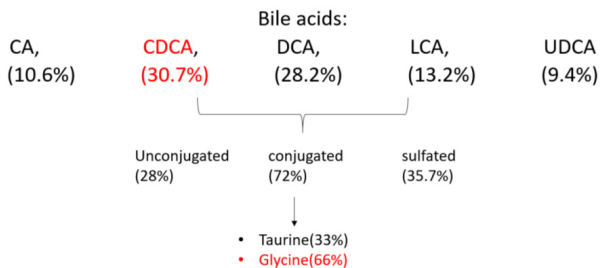 Bile acids:
CA, CDCA, DCA, LCA, UDCA
(10.6%) (30.7%) (28.2%) (13.2%) (9.4%)
Unconjugated conjugated sulfated
(28%) (72%) (35.7%)
• Taurine(33%)
• Glycine(66%)